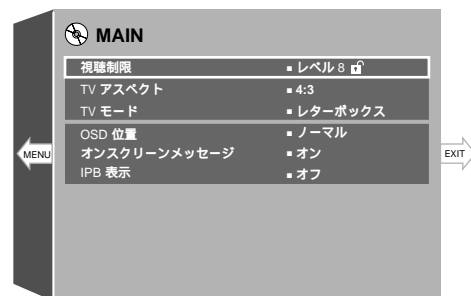 MAIN
視聴制限 ▪ レベル 8
TV アスペクト ▪ 4:3
TV モード ▪ レターボックス
OSD 位置 ▪ ノーマル
MENU
オンスクリーンメッセージ ▪ オン
EXIT
IPB 表示 ▪ オフ